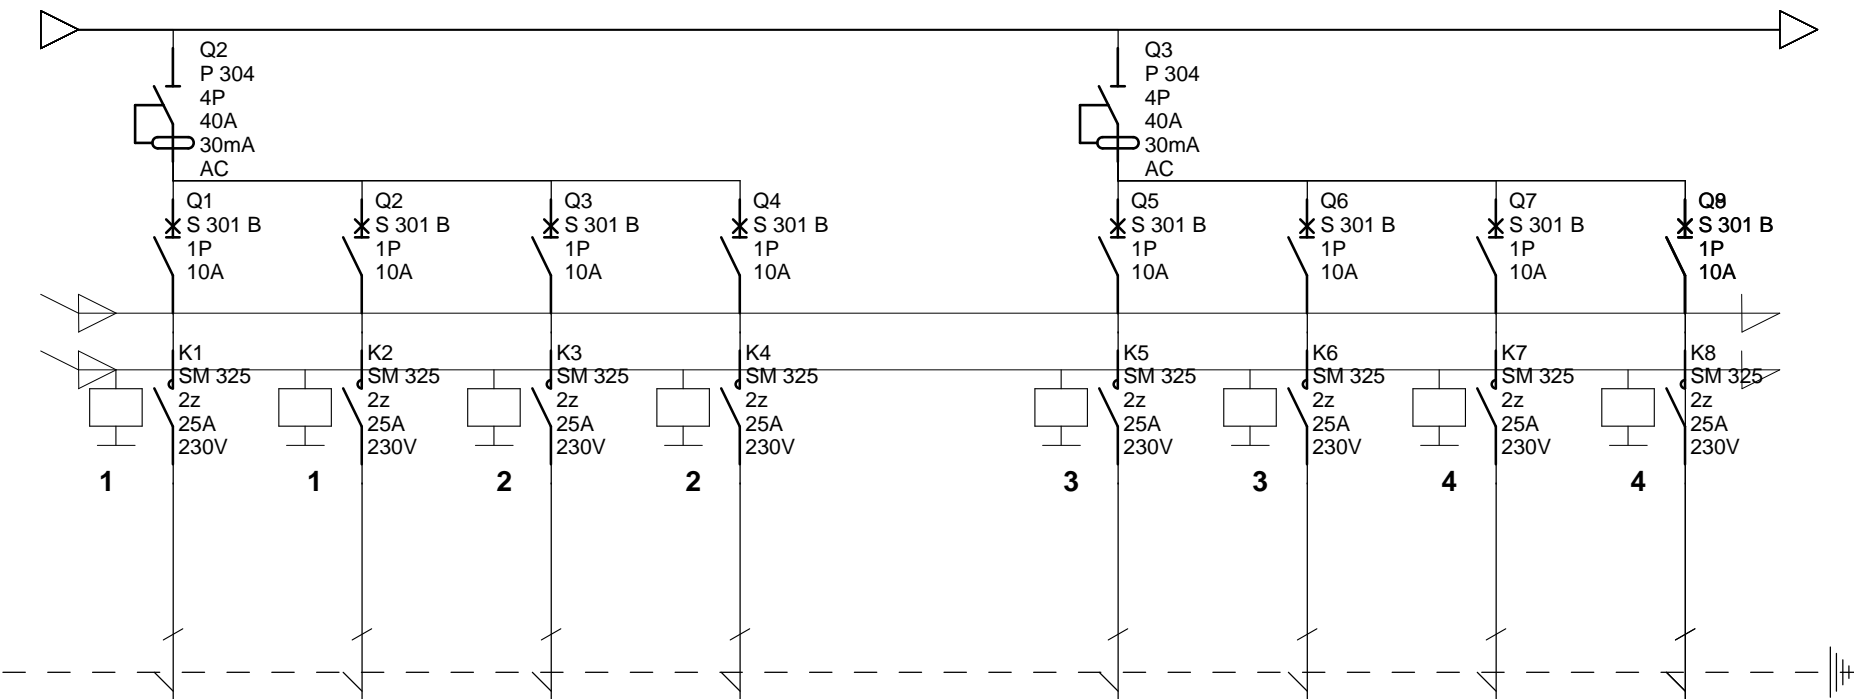 Q2
P 304
4P
40A
30mA
AC
Q3
P 304
4P
40A
30mA
AC
Q1
S 301 B
1P
10A
Q2
S 301 B
1P
10A
Q3
S 301 B
1P
10A
Q4
S 301 B
1P
10A
Q5
S 301 B
1P
10A
Q6
S 301 B
1P
10A
Q7
S 301 B
1P
10A
S 301 B
1P
10A
K1
SM 325
2z
25A
230V
K2
SM 325
2z
25A
230V
K3
SM 325
2z
25A
230V
K4
SM 325
2z
25A
230V
K5
SM 325
2z
25A
230V
K6
SM 325
2z
25A
230V
K7
SM 325
2z
25A
230V
K8
SM 325
2z
25A
230V
1
1
2
2
3
3
4
4